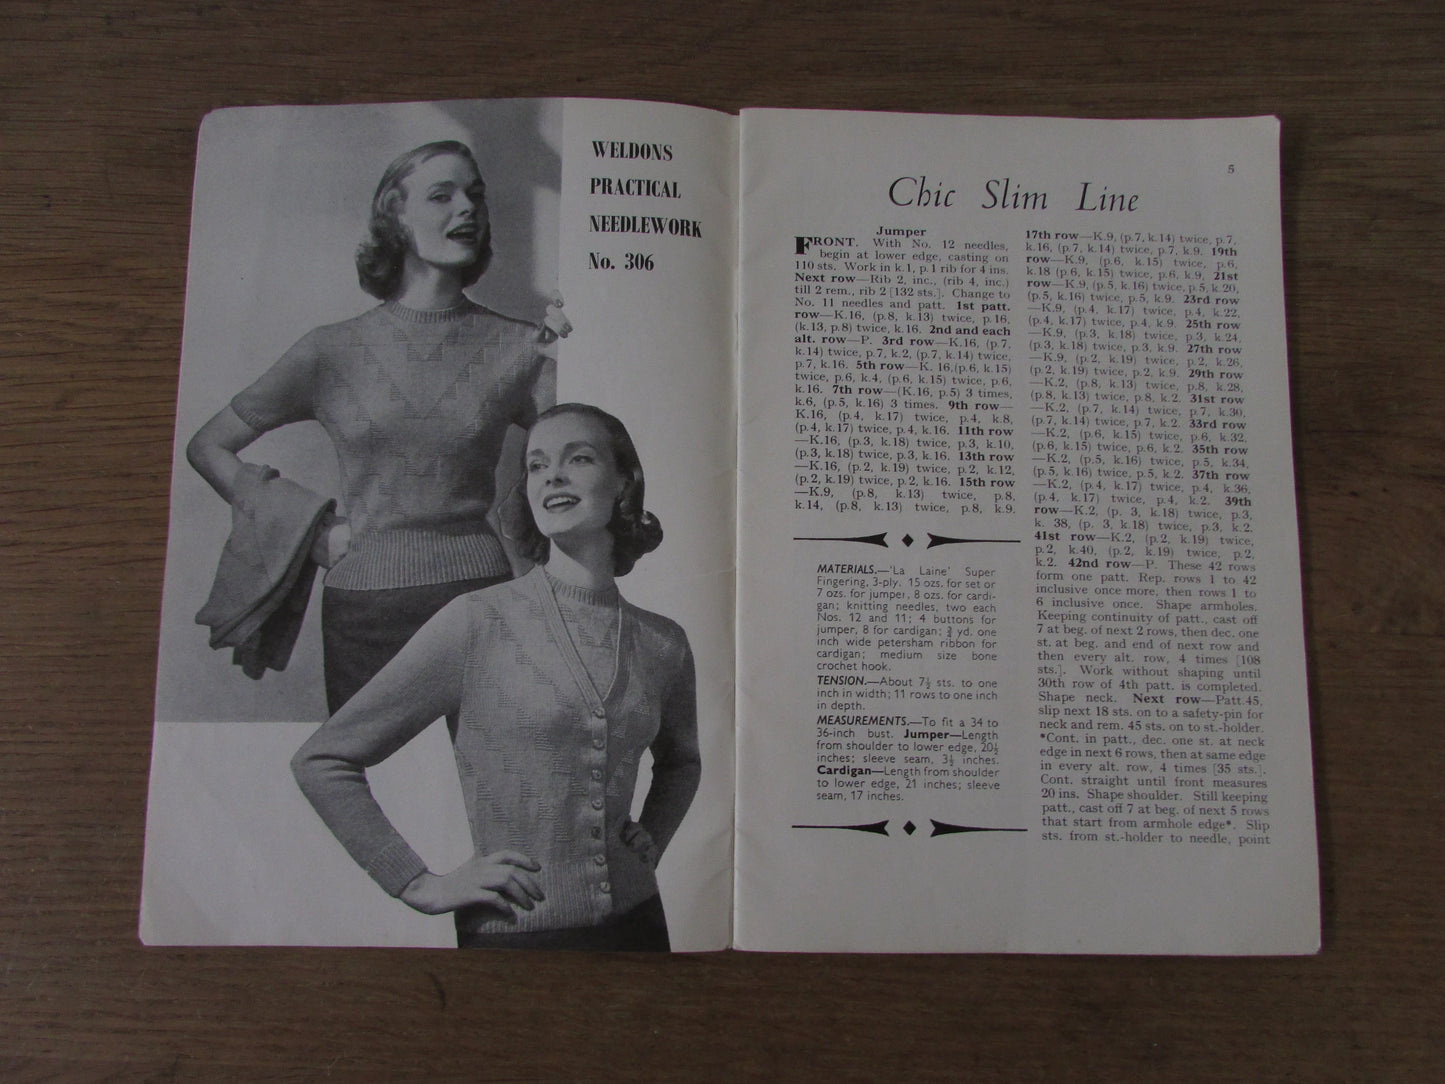 WELDONS
PRACTICAL
NEEDLEWORK
No. 306
5
Chic Slim Line
Jumper
FRONT. With No. 12 needles,
begin at lower edge, casting on
110 sts. Work in k.1, p.1 rib for 4 ins.
Next row—Rib 2, inc., (rib 4, inc.)
till 2 rem., rib 2 [132 sts.]. Change to
No. 11 needles and patt. 1st patt.
row—K.16, (p.8, k.13) twice, p.16,
(k.13, p.8) twice, k.16. 2nd and each
alt. row—P. 3rd row—K.16, (p.7,
k.14) twice, p.7, k.2, (p.7, k.14) twice,
p.7, k.16. 5th row—K. 16,(p.6, k.15)
twice, p.6, k.4, (p.6, k.15) twice, p.6,
k.16. 7th row—(K.16, p.5) 3 times,
k.6, (p.5, k.16) 3 times. 9th row—
K.16, (p.4, k.17) twice, p.4, k.8,
(p.4, k.17) twice, p.4, k.16. 11th row
—K.16, (p.3, k.18) twice, p.3, k.10,
(p.3, k.18) twice, p.3, k.16. 13th row
—K.16, (p.2, k.19) twice, p.2, k.12,
(p.2, k.19) twice, p.2, k.16. 15th row
—K.9, (p.8, k.13) twice, p.8,
k.14, (p.8, k.13) twice, p.8, k.9.
MATERIALS.—'La Laine' Super
Fingering, 3-ply. 15 ozs. for set or
7 ozs. for jumper, 8 ozs. for cardi-
gan; knitting needles, two each
Nos. 12 and 11; 4 buttons for
jumper, 8 for cardigan; ¾ yd. one
inch wide petersham ribbon for
cardigan; medium size bone
crochet hook.
TENSION.—About 7½ sts. to one
inch in width; 11 rows to one inch
in depth.
MEASUREMENTS.—To fit a 34 to
36-inch bust. Jumper—Length
from shoulder to lower edge, 20½
inches; sleeve seam, 3½ inches.
Cardigan—Length from shoulder
to lower edge, 21 inches; sleeve
seam, 17 inches.
17th row—K.9, (p.7, k.14) twice, p.7,
k.16, (p.7, k.14) twice, p.7, k.9. 19th
row—K.9, (p.6, k.15) twice, p.6,
k.18 (p.6, k.15) twice, p.6, k.9, 21st
row—K.9, (p.5, k.16) twice, p.5, k.20,
(p.5, k.16) twice, p.5, k.9. 23rd row
—K.9, (p.4, k.17) twice, p.4, k.22,
(p.4, k.17) twice, p.4, k.9. 25th row
—K.9, (p.3, k.18) twice, p.3, k.24,
(p.3, k.18) twice, p.3, k.9. 27th row
—K.9, (p.2, k.19) twice, p.2, k.26,
(p.2, k.19) twice, p.2, k.9. 29th row
—K.2, (p.8, k.13) twice, p.8, k.28,
(p.8, k.13) twice, p.8, k.2. 31st row
—K.2, (p.7, k.14) twice, p.7, k.30,
(p.7, k.14) twice, p.7, k.2. 33rd row
—K.2, (p.6, k.15) twice, p.6, k.32,
(p.6, k.15) twice, p.6, k.2. 35th row
—K.2, (p.5, k.16) twice, p.5, k.34,
(p.5, k.16) twice, p.5, k.2. 37th row
—K.2, (p.4, k.17) twice, p.4, k.36,
(p.4, k.17) twice, p.4, k.2. 39th
row—K.2, (p. 3, k.18) twice, p.3,
k. 38, (p. 3, k.18) twice, p.3, k.2.
41st row—K.2, (p.2, k.19) twice,
p.2, k.40, (p.2, k.19) twice, p.2,
k.2. 42nd row—P. These 42 rows
form one patt. Rep. rows 1 to 42
inclusive once more, then rows 1 to
6 inclusive once. Shape armholes.
Keeping continuity of patt., cast off
7 at beg. of next 2 rows, then dec. one
st. at beg. and end of next row and
then every alt. row, 4 times [108
sts.]. Work without shaping until
30th row of 4th patt. is completed.
Shape neck. Next row—Patt.45,
slip next 18 sts. on to a safety-pin for
neck and rem. 45 sts. on to st.-holder.
*Cont. in patt., dec. one st. at neck
edge in next 6 rows, then at same edge
in every alt. row, 4 times [35 sts.].
Cont. straight until front measures
20 ins. Shape shoulder. Still keeping
patt., cast off 7 at beg. of next 5 rows
that start from armhole edge*. Slip
sts. from st.-holder to needle, point